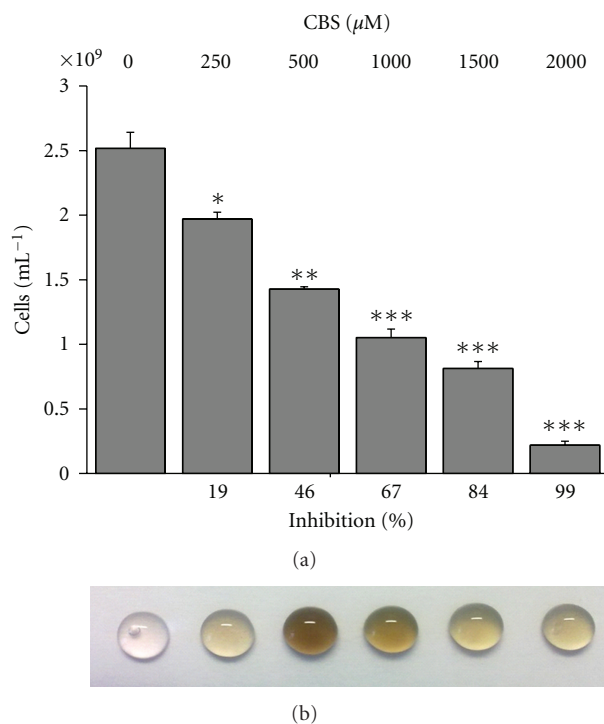 CBS (μM)
×10⁹ 0 250 500 1000 1500 2000
3
2.5
2
1.5
1
0.5
0
Cells (mL⁻¹)
*
**
***
***
***
19 46 67 84 99
Inhibition (%)
(a)
(b)